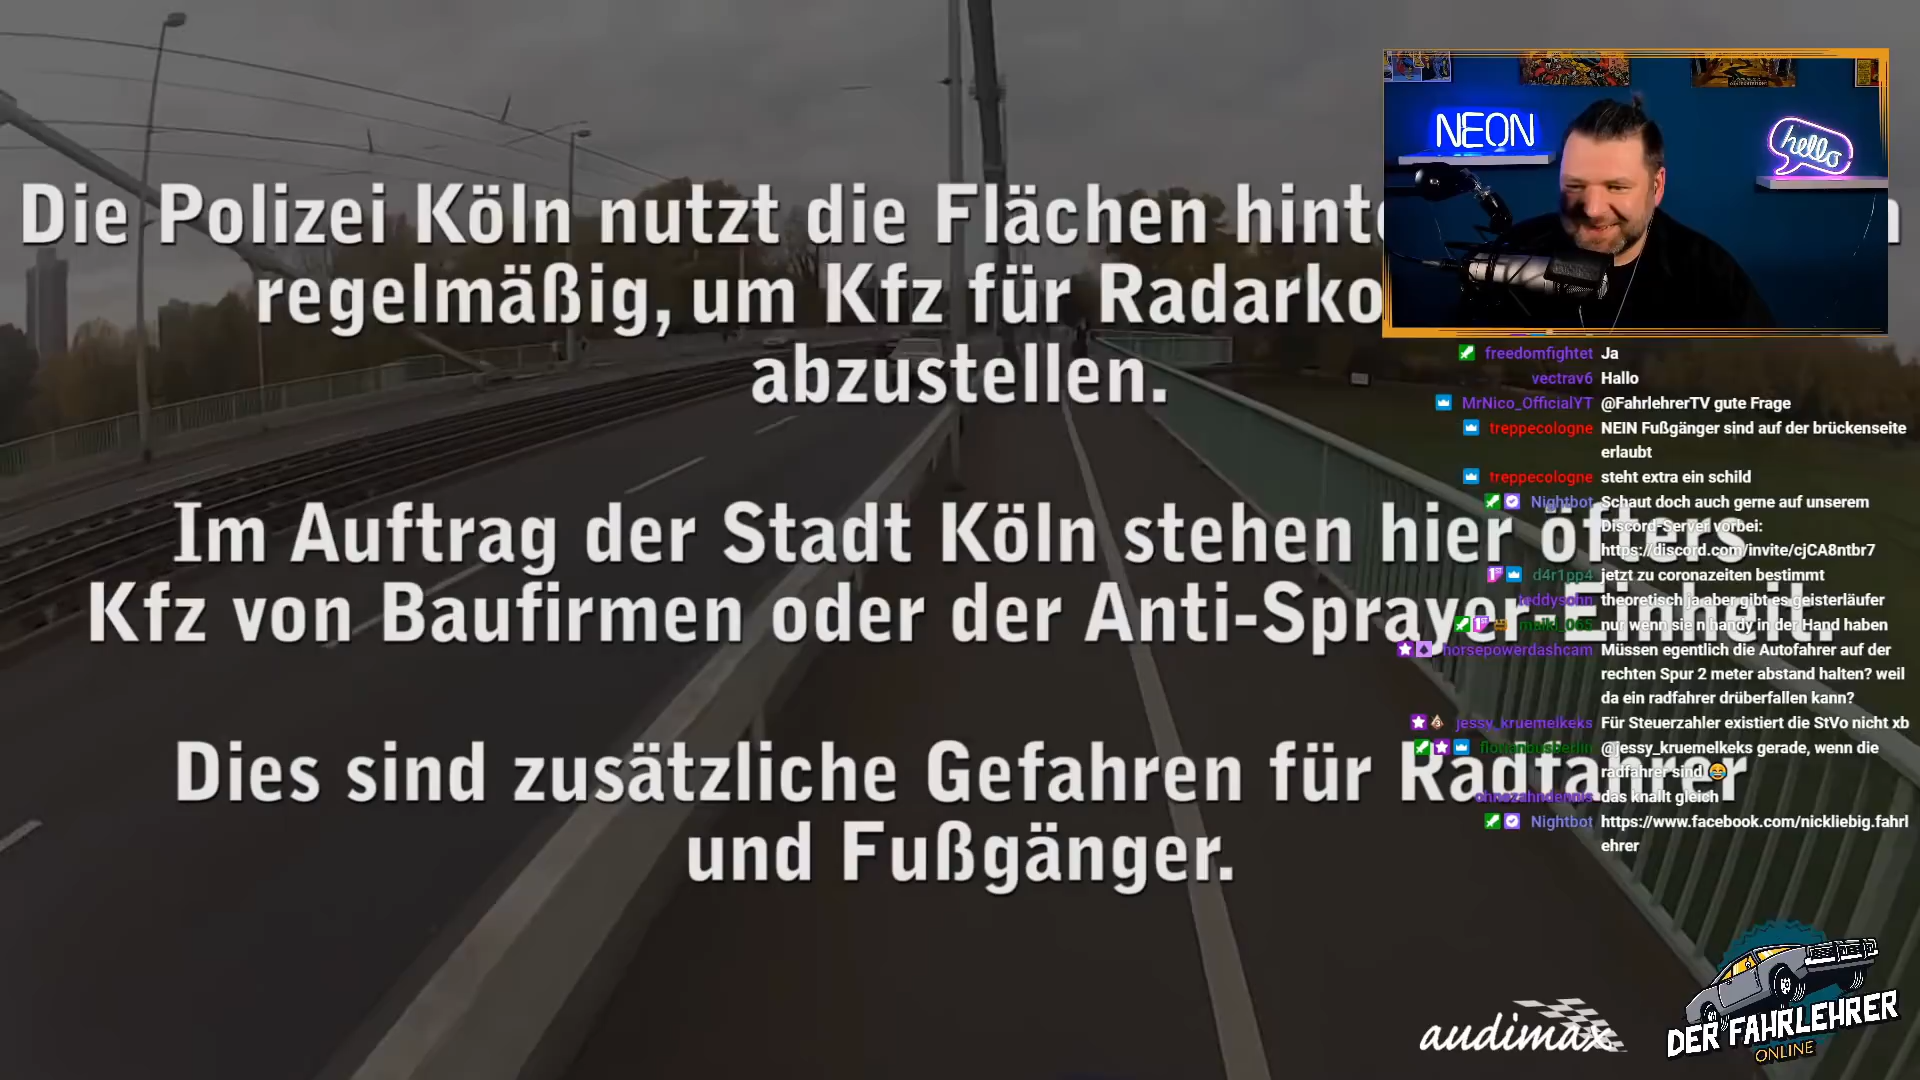 Die Polizei Köln nutzt die Flächen
regelmäßig, um Kfz für
abzustellen.
Im Auftrag der Stadt Köln stehen hier öfters
Kfz von Baufirmen oder der Anti-Sprayer-Einheit.
Dies sind zusätzliche Gefahren für Radfahrer
und Fußgänger.
NEON
hello
freedomfightet Ja
vectrav6 Hallo
MrNico_OfficialYT @FahrlehrerTV gute Frage
treppecologne NEIN Fußgänger sind auf der brückenseite
erlaubt
treppecologne steht extra ein schild
Nightbot Schaut doch auch gerne auf unserem
Discord-Server vorbei:
https://discord.com/invite/cjCA8ntbr7
d4r1pp4 jetzt zu coronazeiten bestimmt
teddysohn theoretisch ja aber gibt es geisterläufer
nur wenn sie n handy in der Hand haben
horsepowerdashcam Müssen egentlich die Autofahrer auf der
rechten Spur 2 meter abstand halten? weil
da ein radfahrer drüberfallen kann?
jessy_kruemelkeks Für Steuerzahler existiert die StVo nicht xb
florianbusberlin @jessy_kruemelkeks gerade, wenn die
radfahrer sind 😂
ohnezahndennis das knallt gleich
Nightbot https://www.facebook.com/nickliebig.fahrl
ehrer
audimax
DER FAHRLEHRER
ONLINE